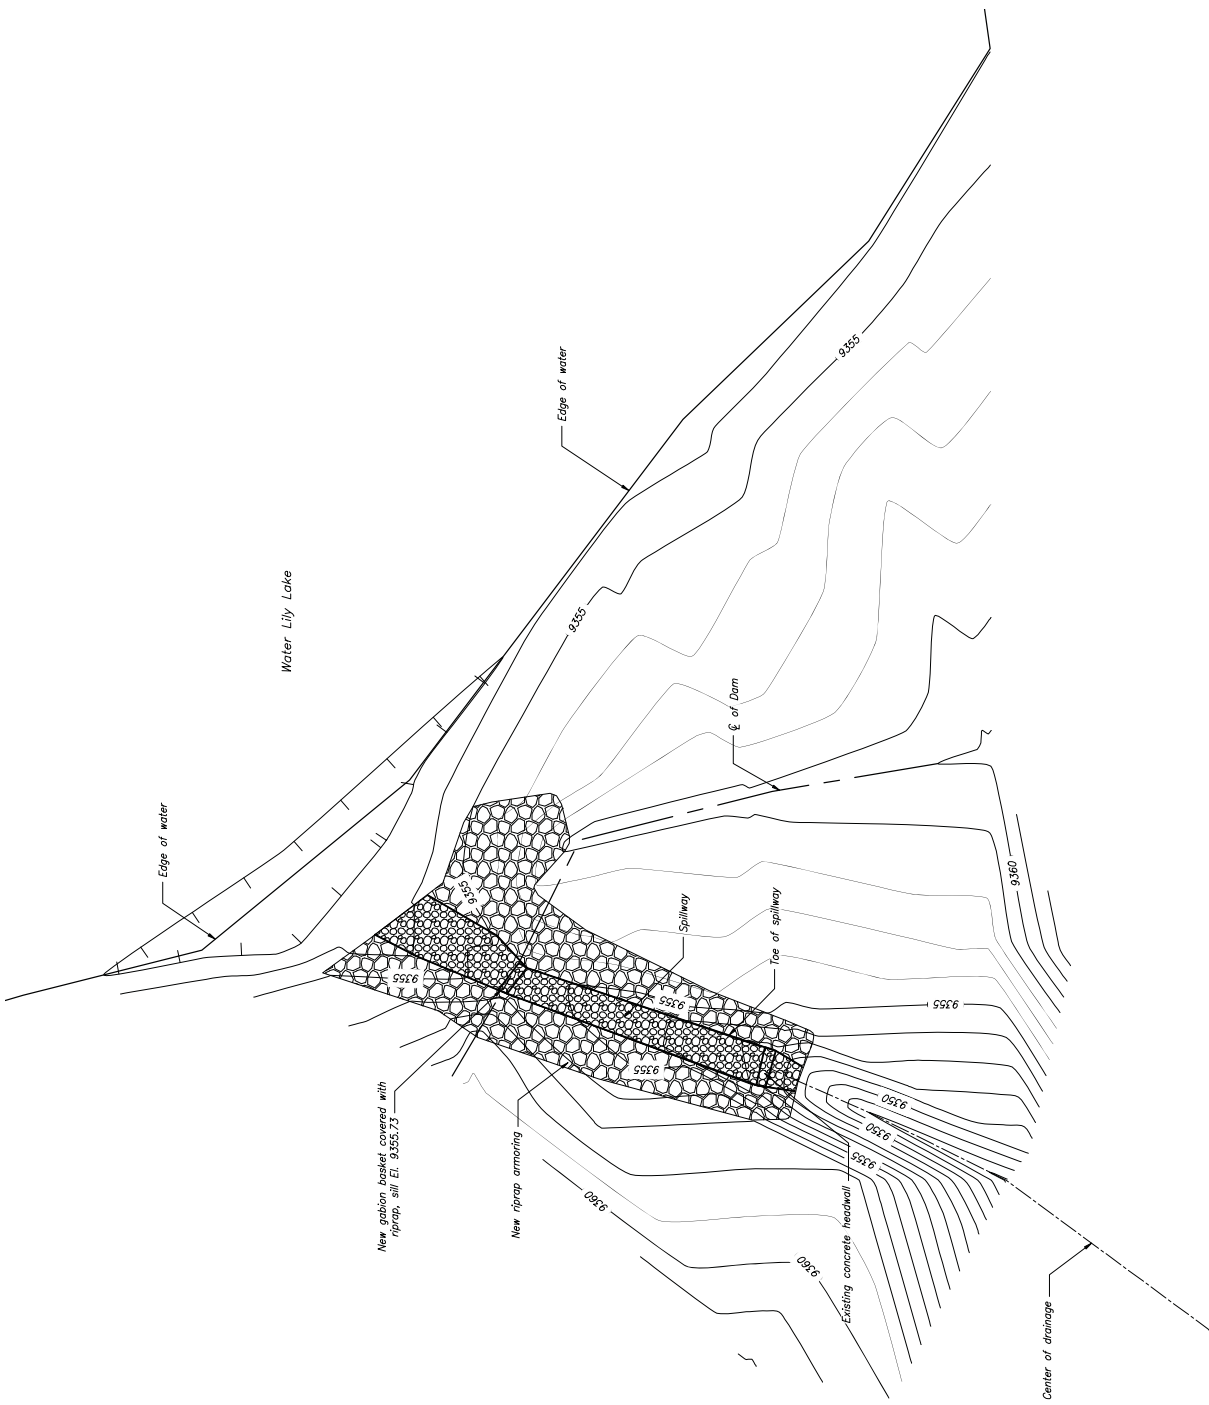 Water Lily Lake
Edge of water
Edge of water
9355
9355
₵ of Dam
9360
Spillway
Toe of spillway
9355
9355
9355
9355
9355
9350
9350
9355
New gabion basket covered with
riprap, sill El. 9355.73
New riprap armoring
9360
9360
Existing concrete headwall
Center of drainage